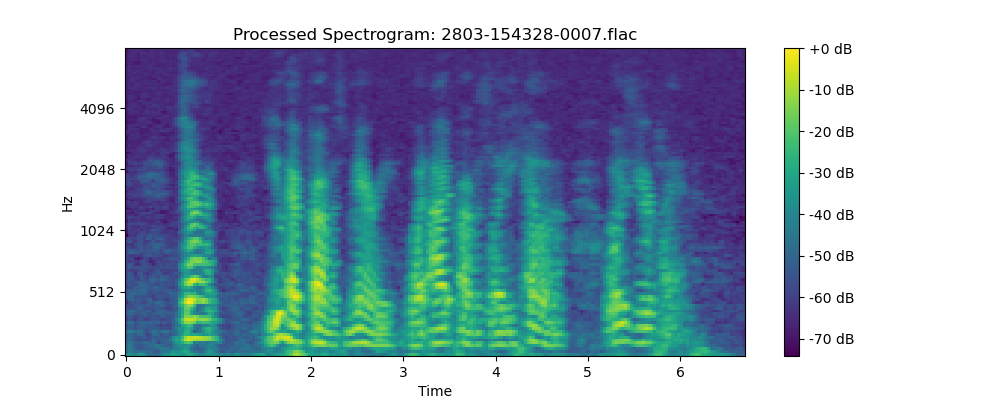 Processed Spectrogram: 2803-154328-0007.flac
Hz
4096
2048
1024
512
0
0 1 2 3 4 5 6
Time
+0 dB
-10 dB
-20 dB
-30 dB
-40 dB
-50 dB
-60 dB
-70 dB